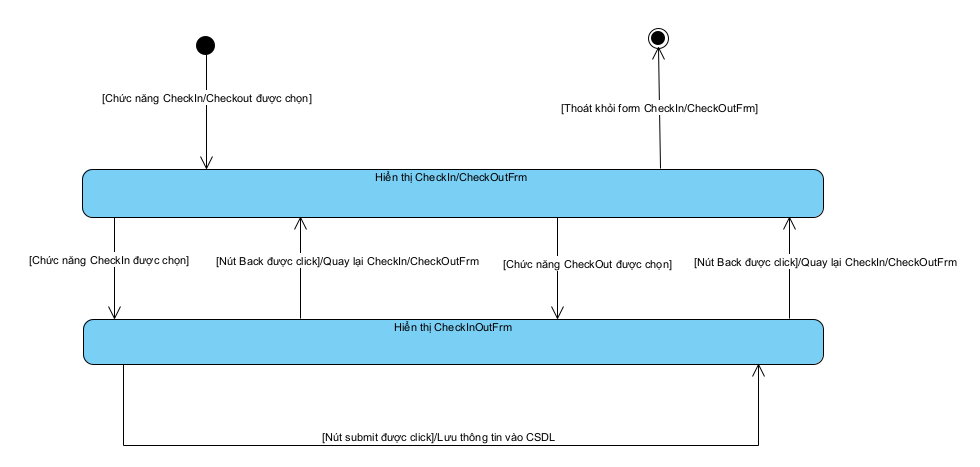 [Chức năng CheckIn/Checkout được chọn]
[Thoát khỏi form CheckIn/CheckOutFrm]
Hiển thị CheckIn/CheckOutFrm
[Chức năng CheckIn được chọn]
[Nút Back được click]/Quay lại CheckIn/CheckOutFrm
[Chức năng CheckOut được chọn]
[Nút Back được click]/Quay lại CheckIn/CheckOutFrm
Hiển thị CheckInOutFrm
[Nút submit được click]/Lưu thông tin vào CSDL